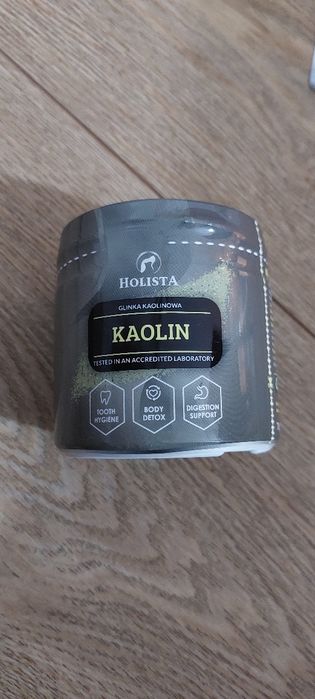 HOLISTA
GLINKA KAOLINOWA
KAOLIN
TESTED IN AN ACCREDITED LABORATORY
TOOTH
HYGIENE
BODY
DETOX
DIGESTION
SUPPORT